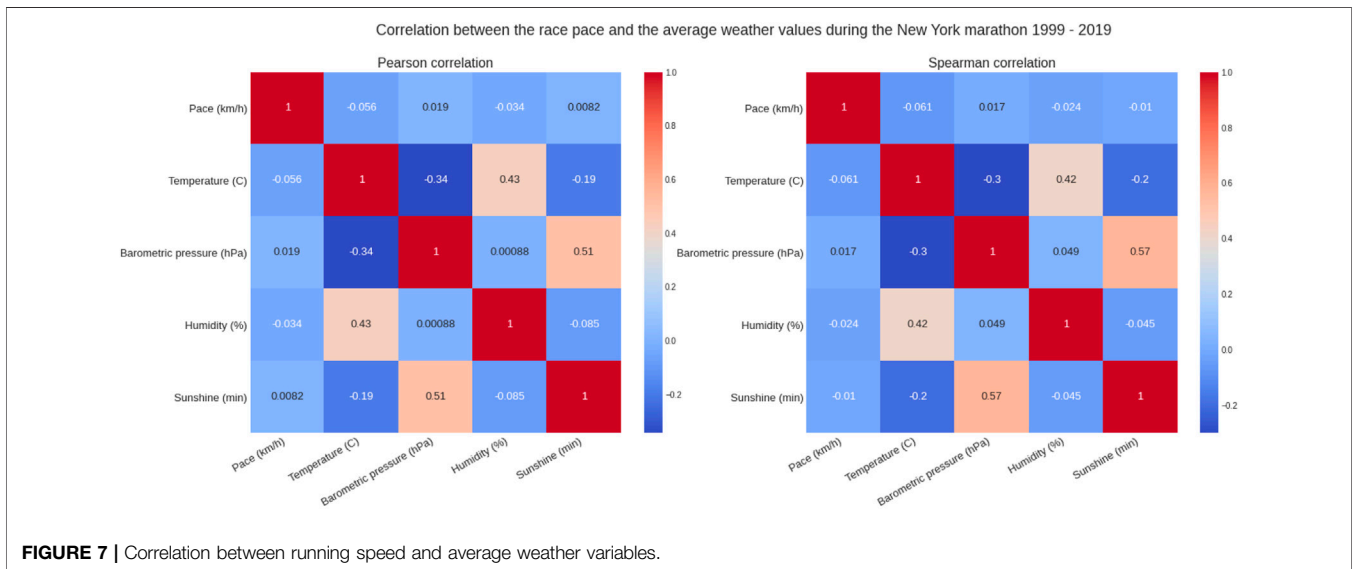 Correlation between the race pace and the average weather values during the New York marathon 1999 - 2019
Pearson correlation
Pace (km/h) 1 -0.056 0.019 -0.034 0.0082
Temperature (C) -0.056 1 -0.34 0.43 -0.19
Barometric pressure (hPa) 0.019 -0.34 1 0.00088 0.51
Humidity (%) -0.034 0.43 0.00088 1 -0.085
Sunshine (min) 0.0082 -0.19 0.51 -0.085 1
Pace (km/h) Temperature (C) Barometric pressure (hPa) Humidity (%) Sunshine (min)
1.0
0.8
0.6
0.4
0.2
0.0
−0.2
Spearman correlation
Pace (km/h) 1 -0.061 0.017 -0.024 -0.01
Temperature (C) -0.061 1 -0.3 0.42 -0.2
Barometric pressure (hPa) 0.017 -0.3 1 0.049 0.57
Humidity (%) -0.024 0.42 0.049 1 -0.045
Sunshine (min) -0.01 -0.2 0.57 -0.045 1
Pace (km/h) Temperature (C) Barometric pressure (hPa) Humidity (%) Sunshine (min)
1.0
0.8
0.6
0.4
0.2
0.0
−0.2
FIGURE 7 | Correlation between running speed and average weather variables.